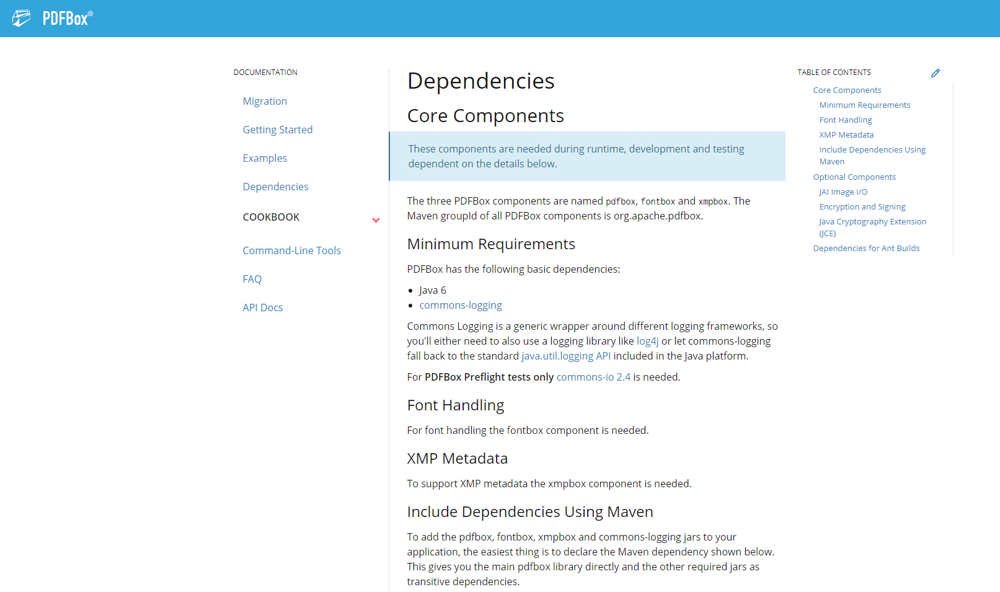 PDFBox®
DOCUMENTATION
Migration
Getting Started
Examples
Dependencies
COOKBOOK
Command-Line Tools
FAQ
API Docs
Dependencies
Core Components
These components are needed during runtime, development and testing
dependent on the details below.
The three PDFBox components are named pdfbox, fontbox and xmpbox. The
Maven groupId of all PDFBox components is org.apache.pdfbox.
Minimum Requirements
PDFBox has the following basic dependencies:
• Java 6
• commons-logging
Commons Logging is a generic wrapper around different logging frameworks, so
you'll either need to also use a logging library like log4j or let commons-logging
fall back to the standard java.util.logging API included in the Java platform.
For PDFBox Preflight tests only commons-io 2.4 is needed.
Font Handling
For font handling the fontbox component is needed.
XMP Metadata
To support XMP metadata the xmpbox component is needed.
Include Dependencies Using Maven
To add the pdfbox, fontbox, xmpbox and commons-logging jars to your
application, the easiest thing is to declare the Maven dependency shown below.
This gives you the main pdfbox library directly and the other required jars as
transitive dependencies.
TABLE OF CONTENTS
Core Components
Minimum Requirements
Font Handling
XMP Metadata
Include Dependencies Using
Maven
Optional Components
JAI Image I/O
Encryption and Signing
Java Cryptography Extension
(JCE)
Dependencies for Ant Builds